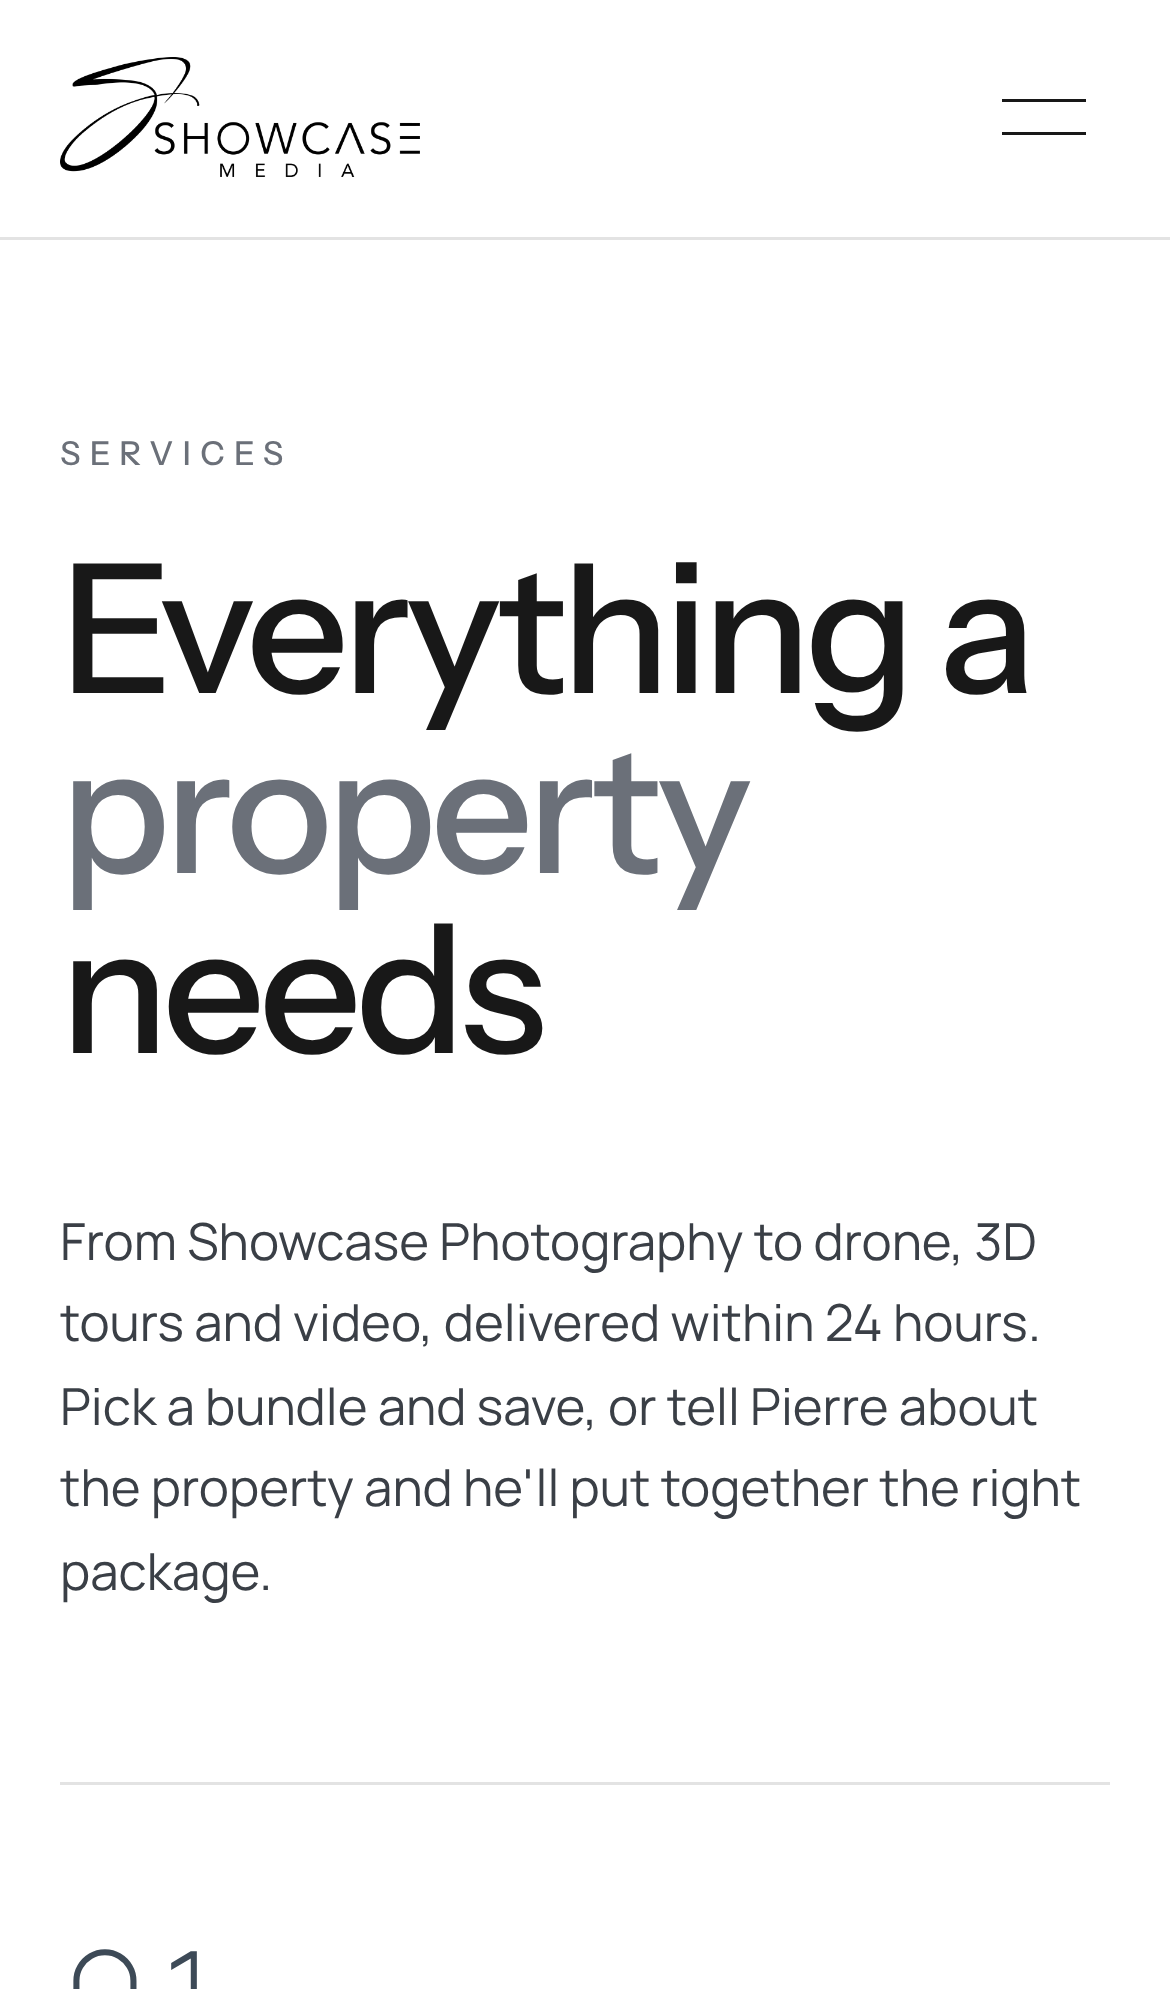 SHOWCASE
MEDIA
SERVICES
Everything a
property
needs
From Showcase Photography to drone, 3D
tours and video, delivered within 24 hours.
Pick a bundle and save, or tell Pierre about
the property and he'll put together the right
package.
01